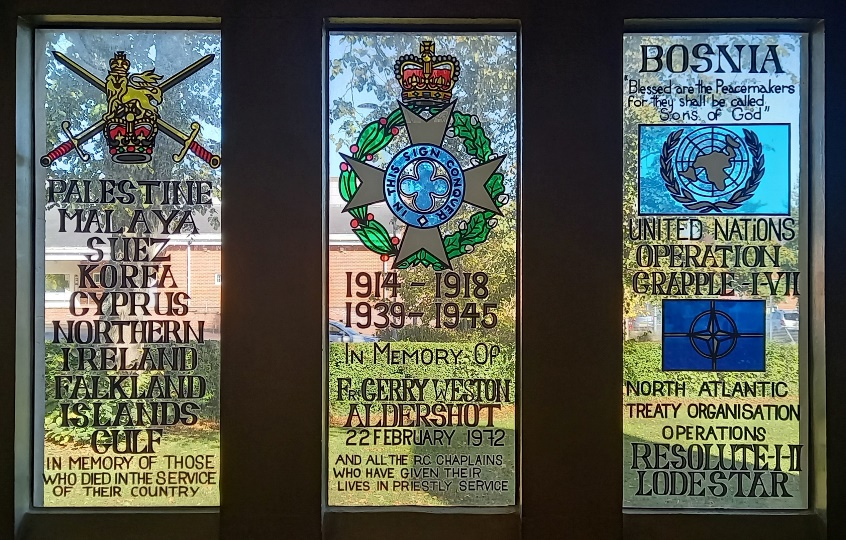 PALESTINE
MALAYA
SUEZ
KOREA
CYPRUS
NORTHERN
IRELAND
FALKLAND
ISLANDS
GULF
IN MEMORY OF THOSE
WHO DIED IN THE SERVICE
OF THEIR COUNTRY
IN THIS SIGN CONQUER
1914 - 1918
1939 - 1945
IN MEMORY OF
FR GERRY WESTON
ALDERSHOT
22 FEBRUARY 1972
AND ALL THE R.C. CHAPLAINS
WHO HAVE GIVEN THEIR
LIVES IN PRIESTLY SERVICE
BOSNIA
"Blessed are the Peacemakers
for they shall be called
Sons of God"
UNITED NATIONS
OPERATION
GRAPPLE-I-VII
NORTH ATLANTIC
TREATY ORGANISATION
OPERATIONS
RESOLUTE-I-II
LODESTAR